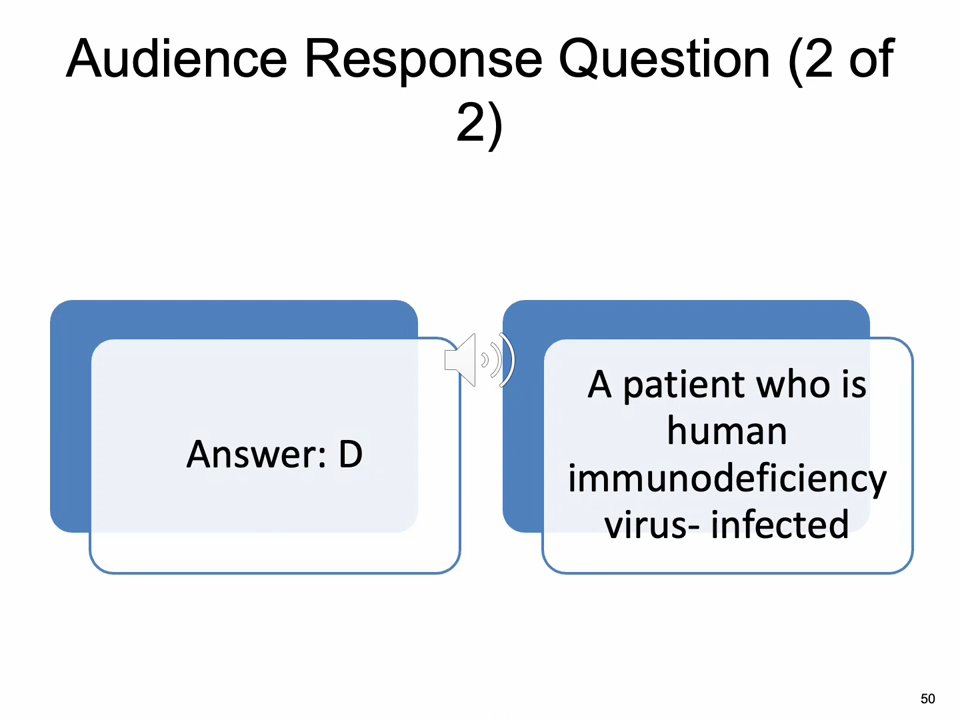 Audience Response Question (2 of
2)
Answer: D
A patient who is
human
immunodeficiency
virus- infected
50